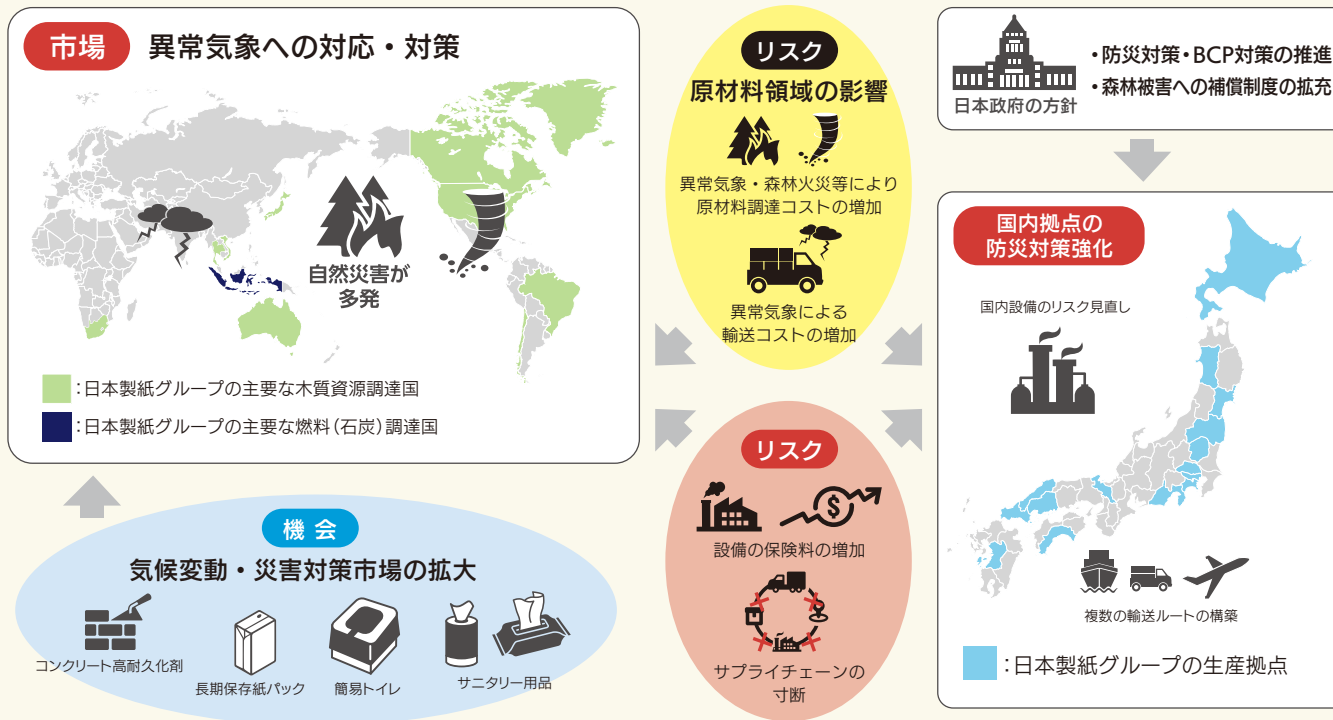 市場 異常気象への対応・対策
自然災害が
多発
:日本製紙グループの主要な木質資源調達国
:日本製紙グループの主要な燃料(石炭)調達国
機会
気候変動・災害対策市場の拡大
コンクリート高耐久化剤
長期保存紙パック
簡易トイレ
サニタリー用品
リスク
原材料領域の影響
異常気象・森林火災等により
原材料調達コストの増加
異常気象による
輸送コストの増加
リスク
$
設備の保険料の増加
サプライチェーンの
寸断
日本政府の方針
・防災対策・BCP対策の推進
・森林被害への補償制度の拡充
国内拠点の
防災対策強化
国内設備のリスク見直し
複数の輸送ルートの構築
:日本製紙グループの生産拠点